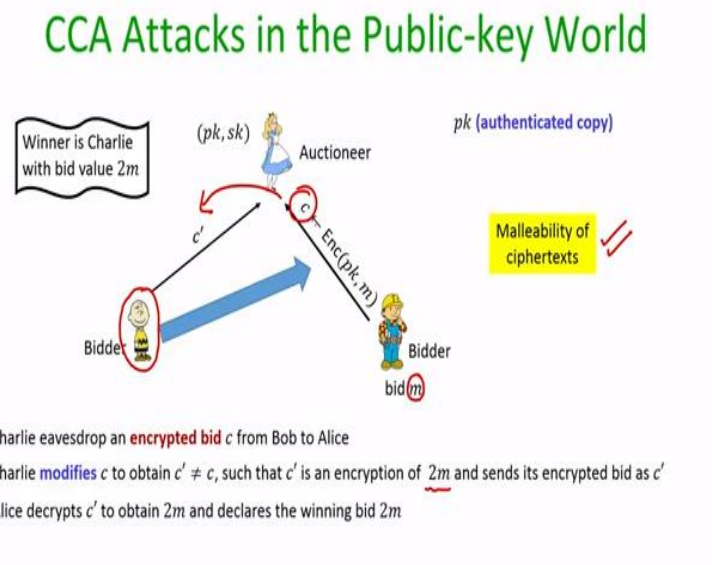 CCA Attacks in the Public-key World
Winner is Charlie
with bid value 2m
(pk, sk)
Auctioneer
pk (authenticated copy)
Malleability of
ciphertexts
c'
c ← Enc(pk, m)
Bidder
Bidder
bid m
harlie eavesdrop an encrypted bid c from Bob to Alice
harlie modifies c to obtain c' ≠ c, such that c' is an encryption of 2m and sends its encrypted bid as c'
lice decrypts c' to obtain 2m and declares the winning bid 2m